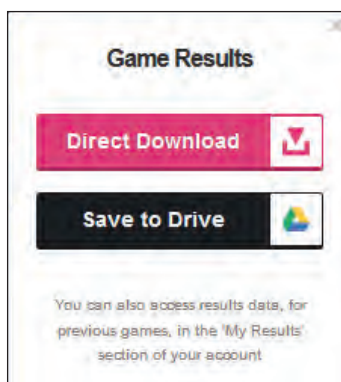 Game Results
Direct Download
Save to Drive
You can also access results data, for
previous games, in the 'My Results'
section of your account